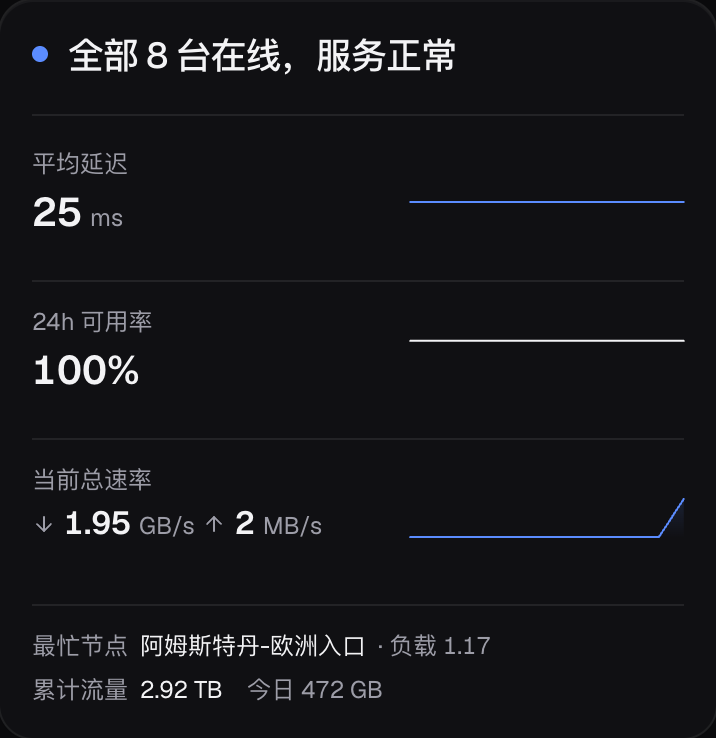 全部 8 台在线，服务正常
平均延迟
25 ms
24h 可用率
100%
当前总速率
↓ 1.95 GB/s ↑ 2 MB/s
最忙节点 阿姆斯特丹-欧洲入口 · 负载 1.17
累计流量 2.92 TB 今日 472 GB